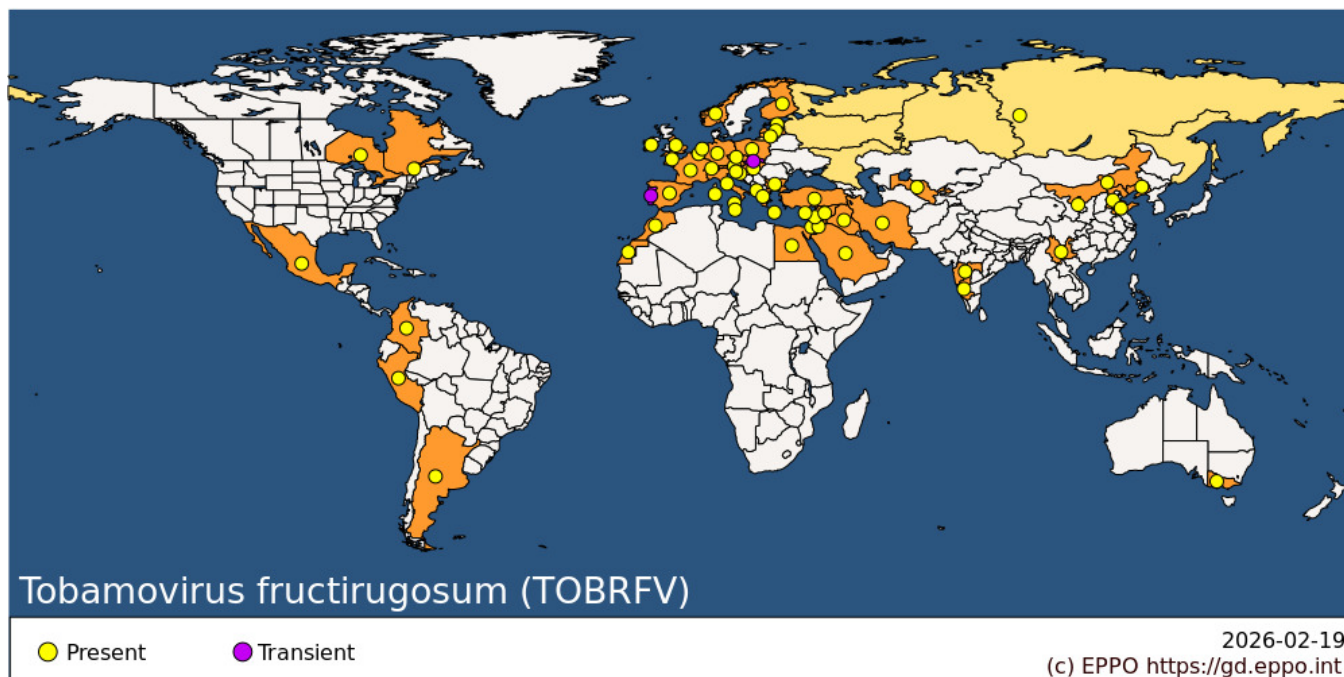 Tobamovirus fructirugosum (TOBRFV)
Present
Transient
2026-02-19
(c) EPPO https://gd.eppo.int